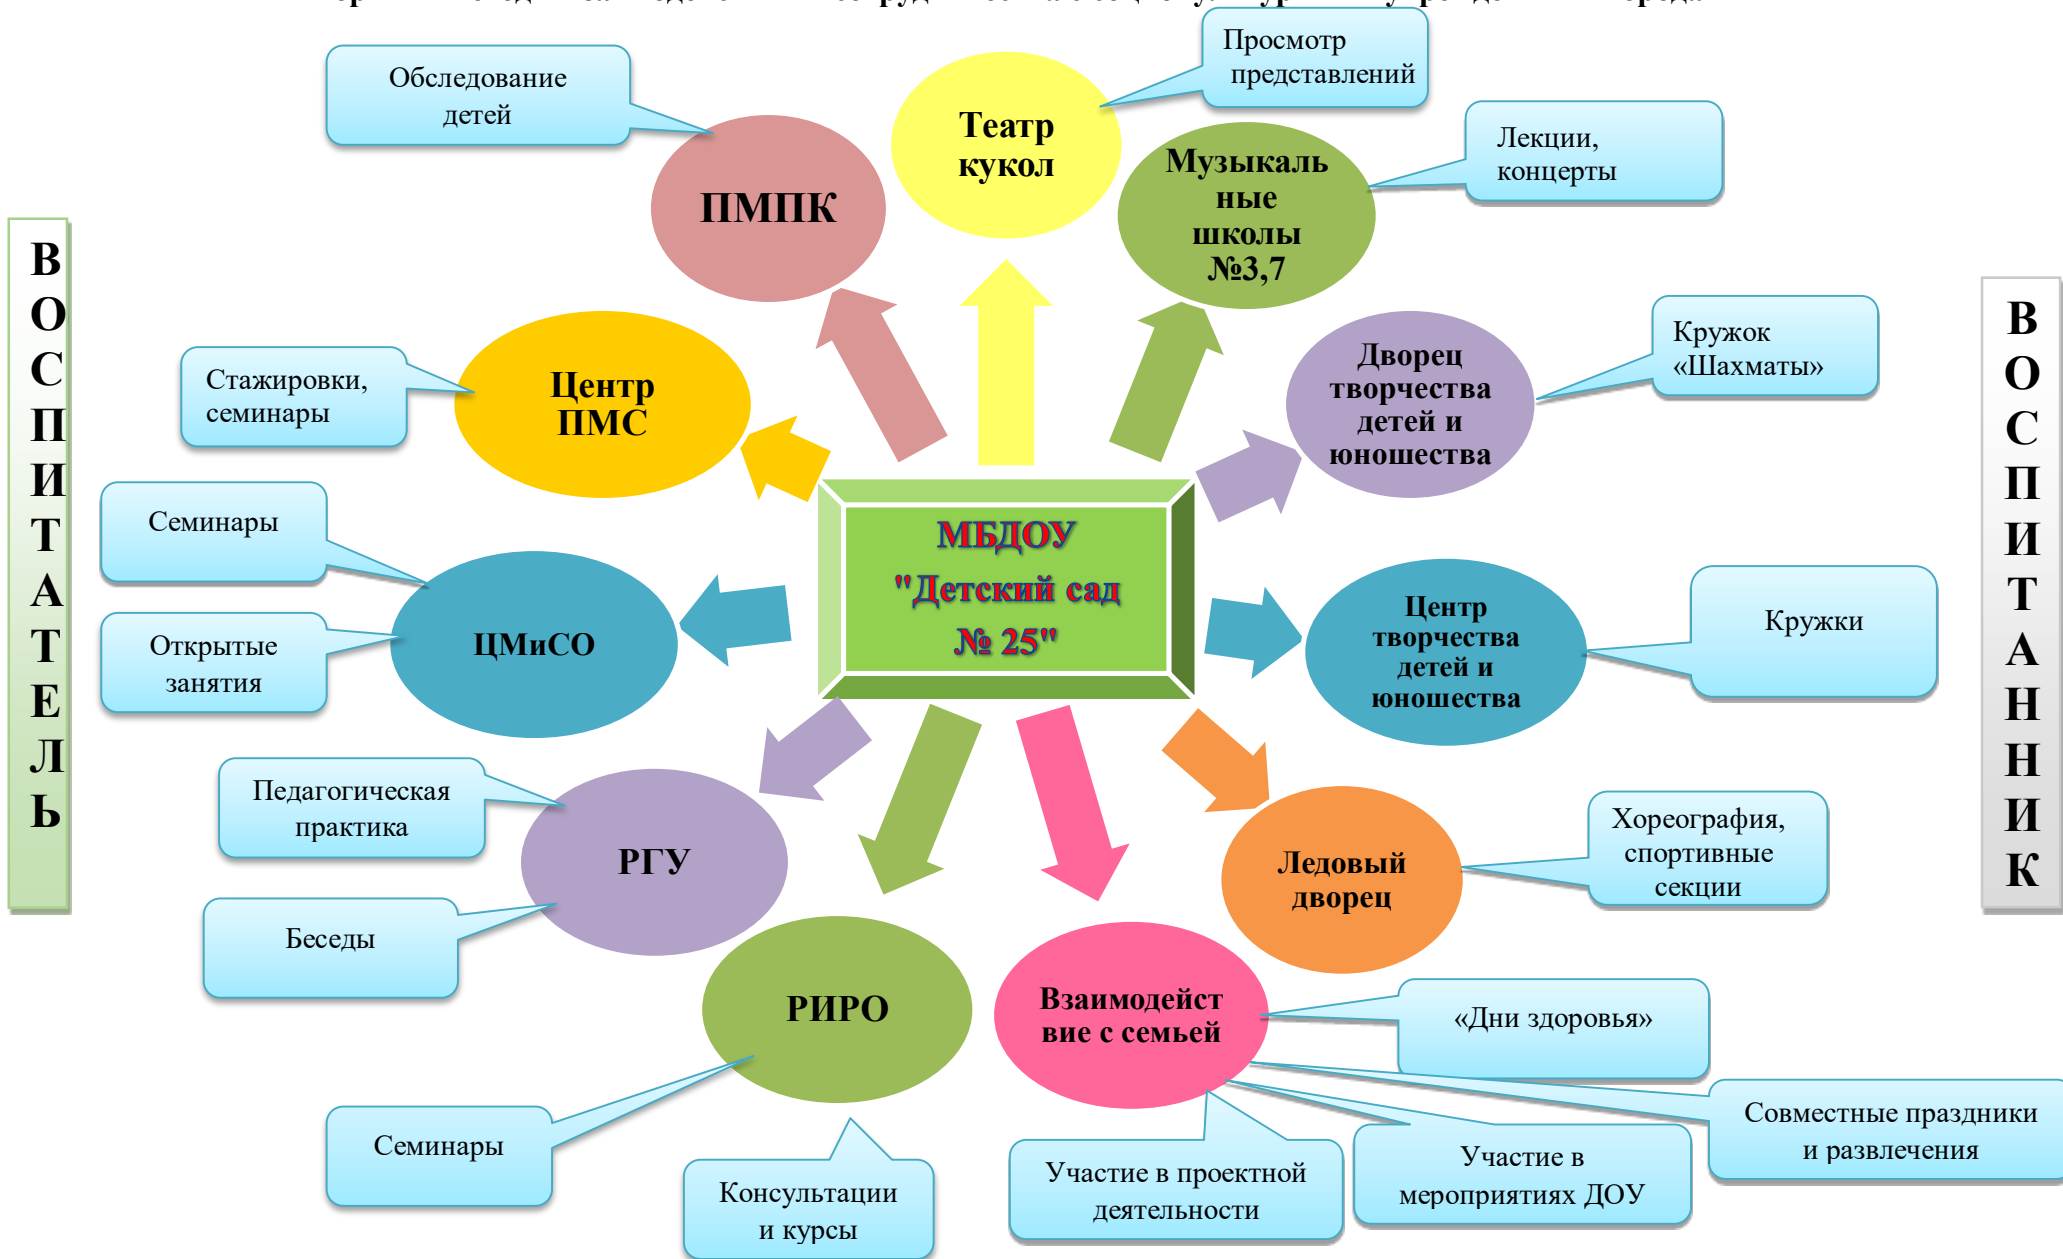 Обследование
детей
Театр
кукол
Просмотр
представлений
Лекции,
концерты
ПМПК
Музыкаль
ные
школы
№3,7
ВОСПИТАТЕЛЬ
ВОСПИТАННИК
Стажировки,
семинары
Центр
ПМС
Дворец
творчества
детей и
юношества
Кружок
«Шахматы»
Семинары
Открытые
занятия
ЦМиСО
МБДОУ
"Детский сад
№ 25"
Центр
творчества
детей и
юношества
Кружки
Педагогическая
практика
Беседы
РГУ
Ледовый
дворец
Хореография,
спортивные
секции
РИРО
Семинары
Консультации
и курсы
Взаимодейст
вие с семьей
«Дни здоровья»
Совместные праздники
и развлечения
Участие в
мероприятиях ДОУ
Участие в проектной
деятельности